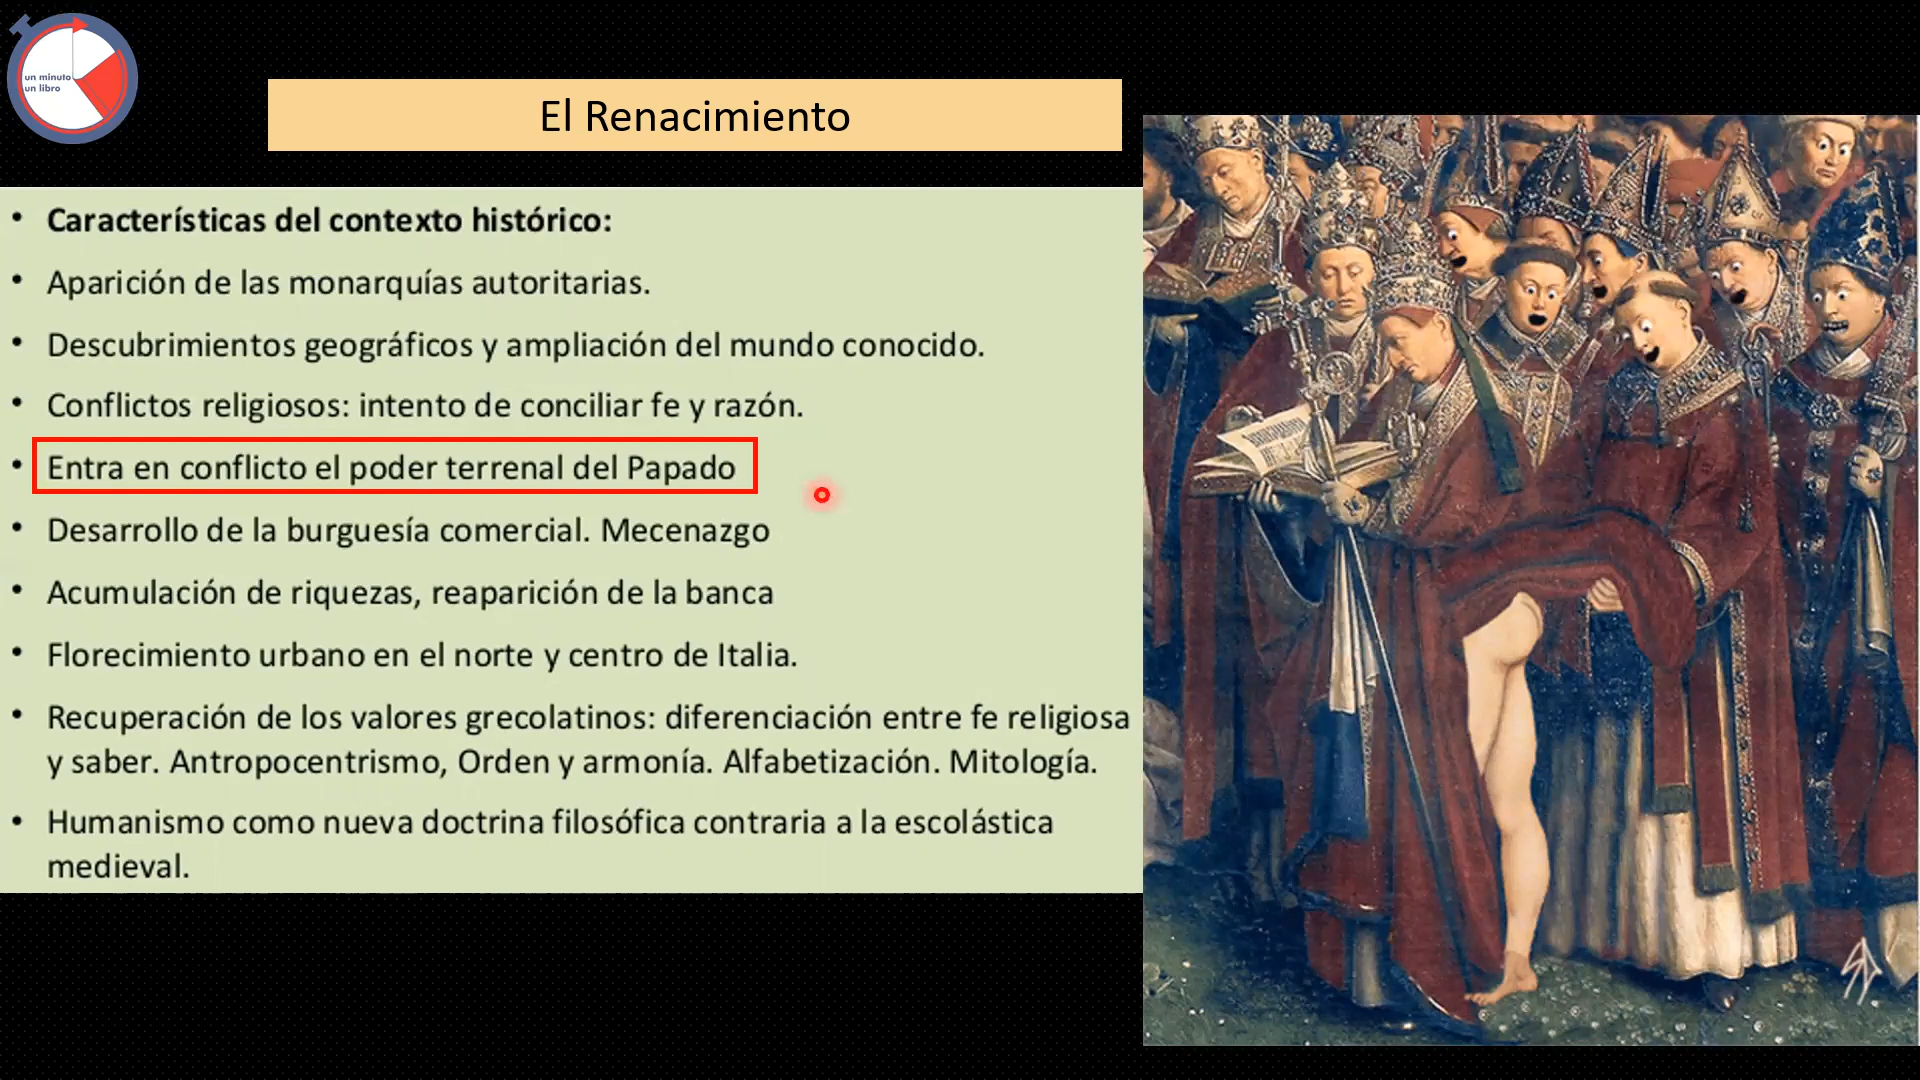 un minuto
un libro
El Renacimiento
• Características del contexto histórico:
• Aparición de las monarquías autoritarias.
• Descubrimientos geográficos y ampliación del mundo conocido.
• Conflictos religiosos: intento de conciliar fe y razón.
• Entra en conflicto el poder terrenal del Papado
• Desarrollo de la burguesía comercial. Mecenazgo
• Acumulación de riquezas, reaparición de la banca
• Florecimiento urbano en el norte y centro de Italia.
• Recuperación de los valores grecolatinos: diferenciación entre fe religiosa
y saber. Antropocentrismo, Orden y armonía. Alfabetización. Mitología.
• Humanismo como nueva doctrina filosófica contraria a la escolástica
medieval.